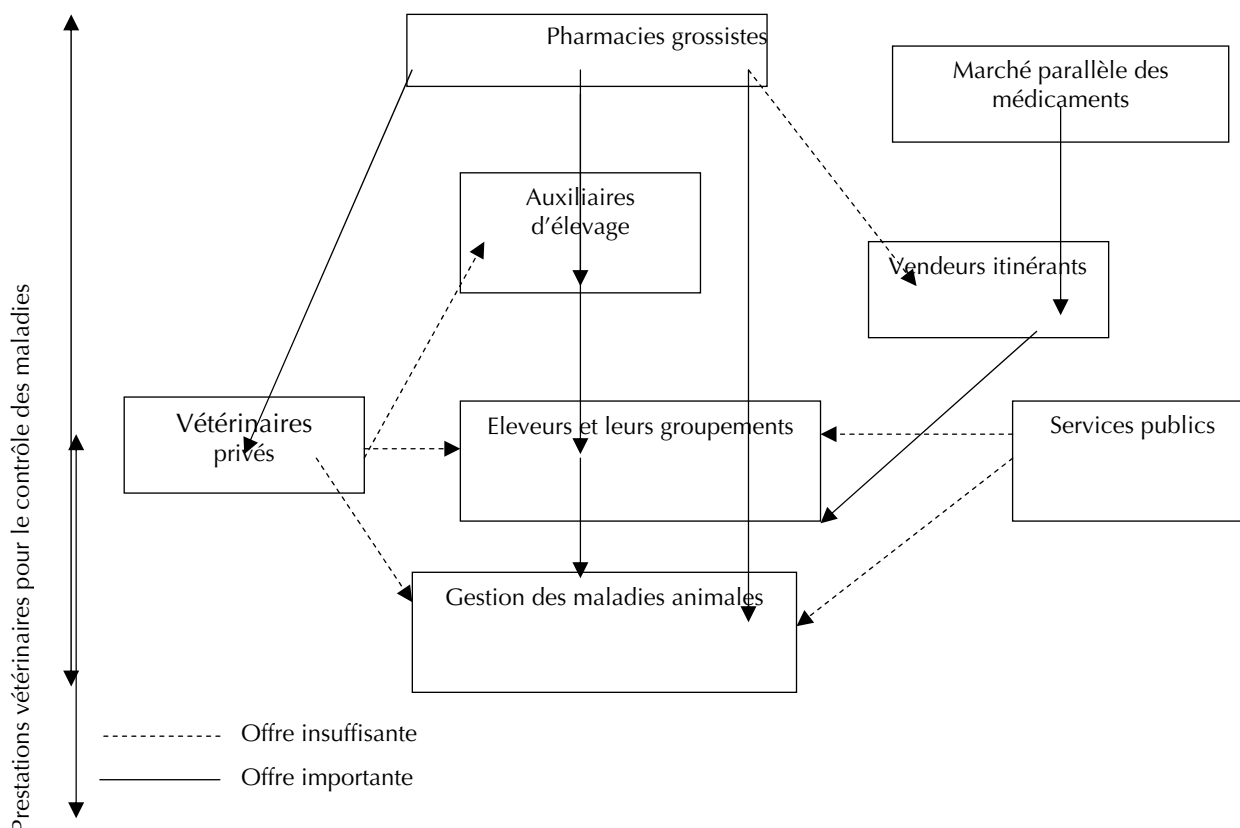 Pharmacies grossistes
Marché parallèle des
médicaments
Auxiliaires
d'élevage
Vendeurs itinérants
Vétérinaires
privés
Eleveurs et leurs groupements
Services publics
Gestion des maladies animales
Prestations vétérinaires pour le contrôle des maladies
Offre insuffisante
Offre importante